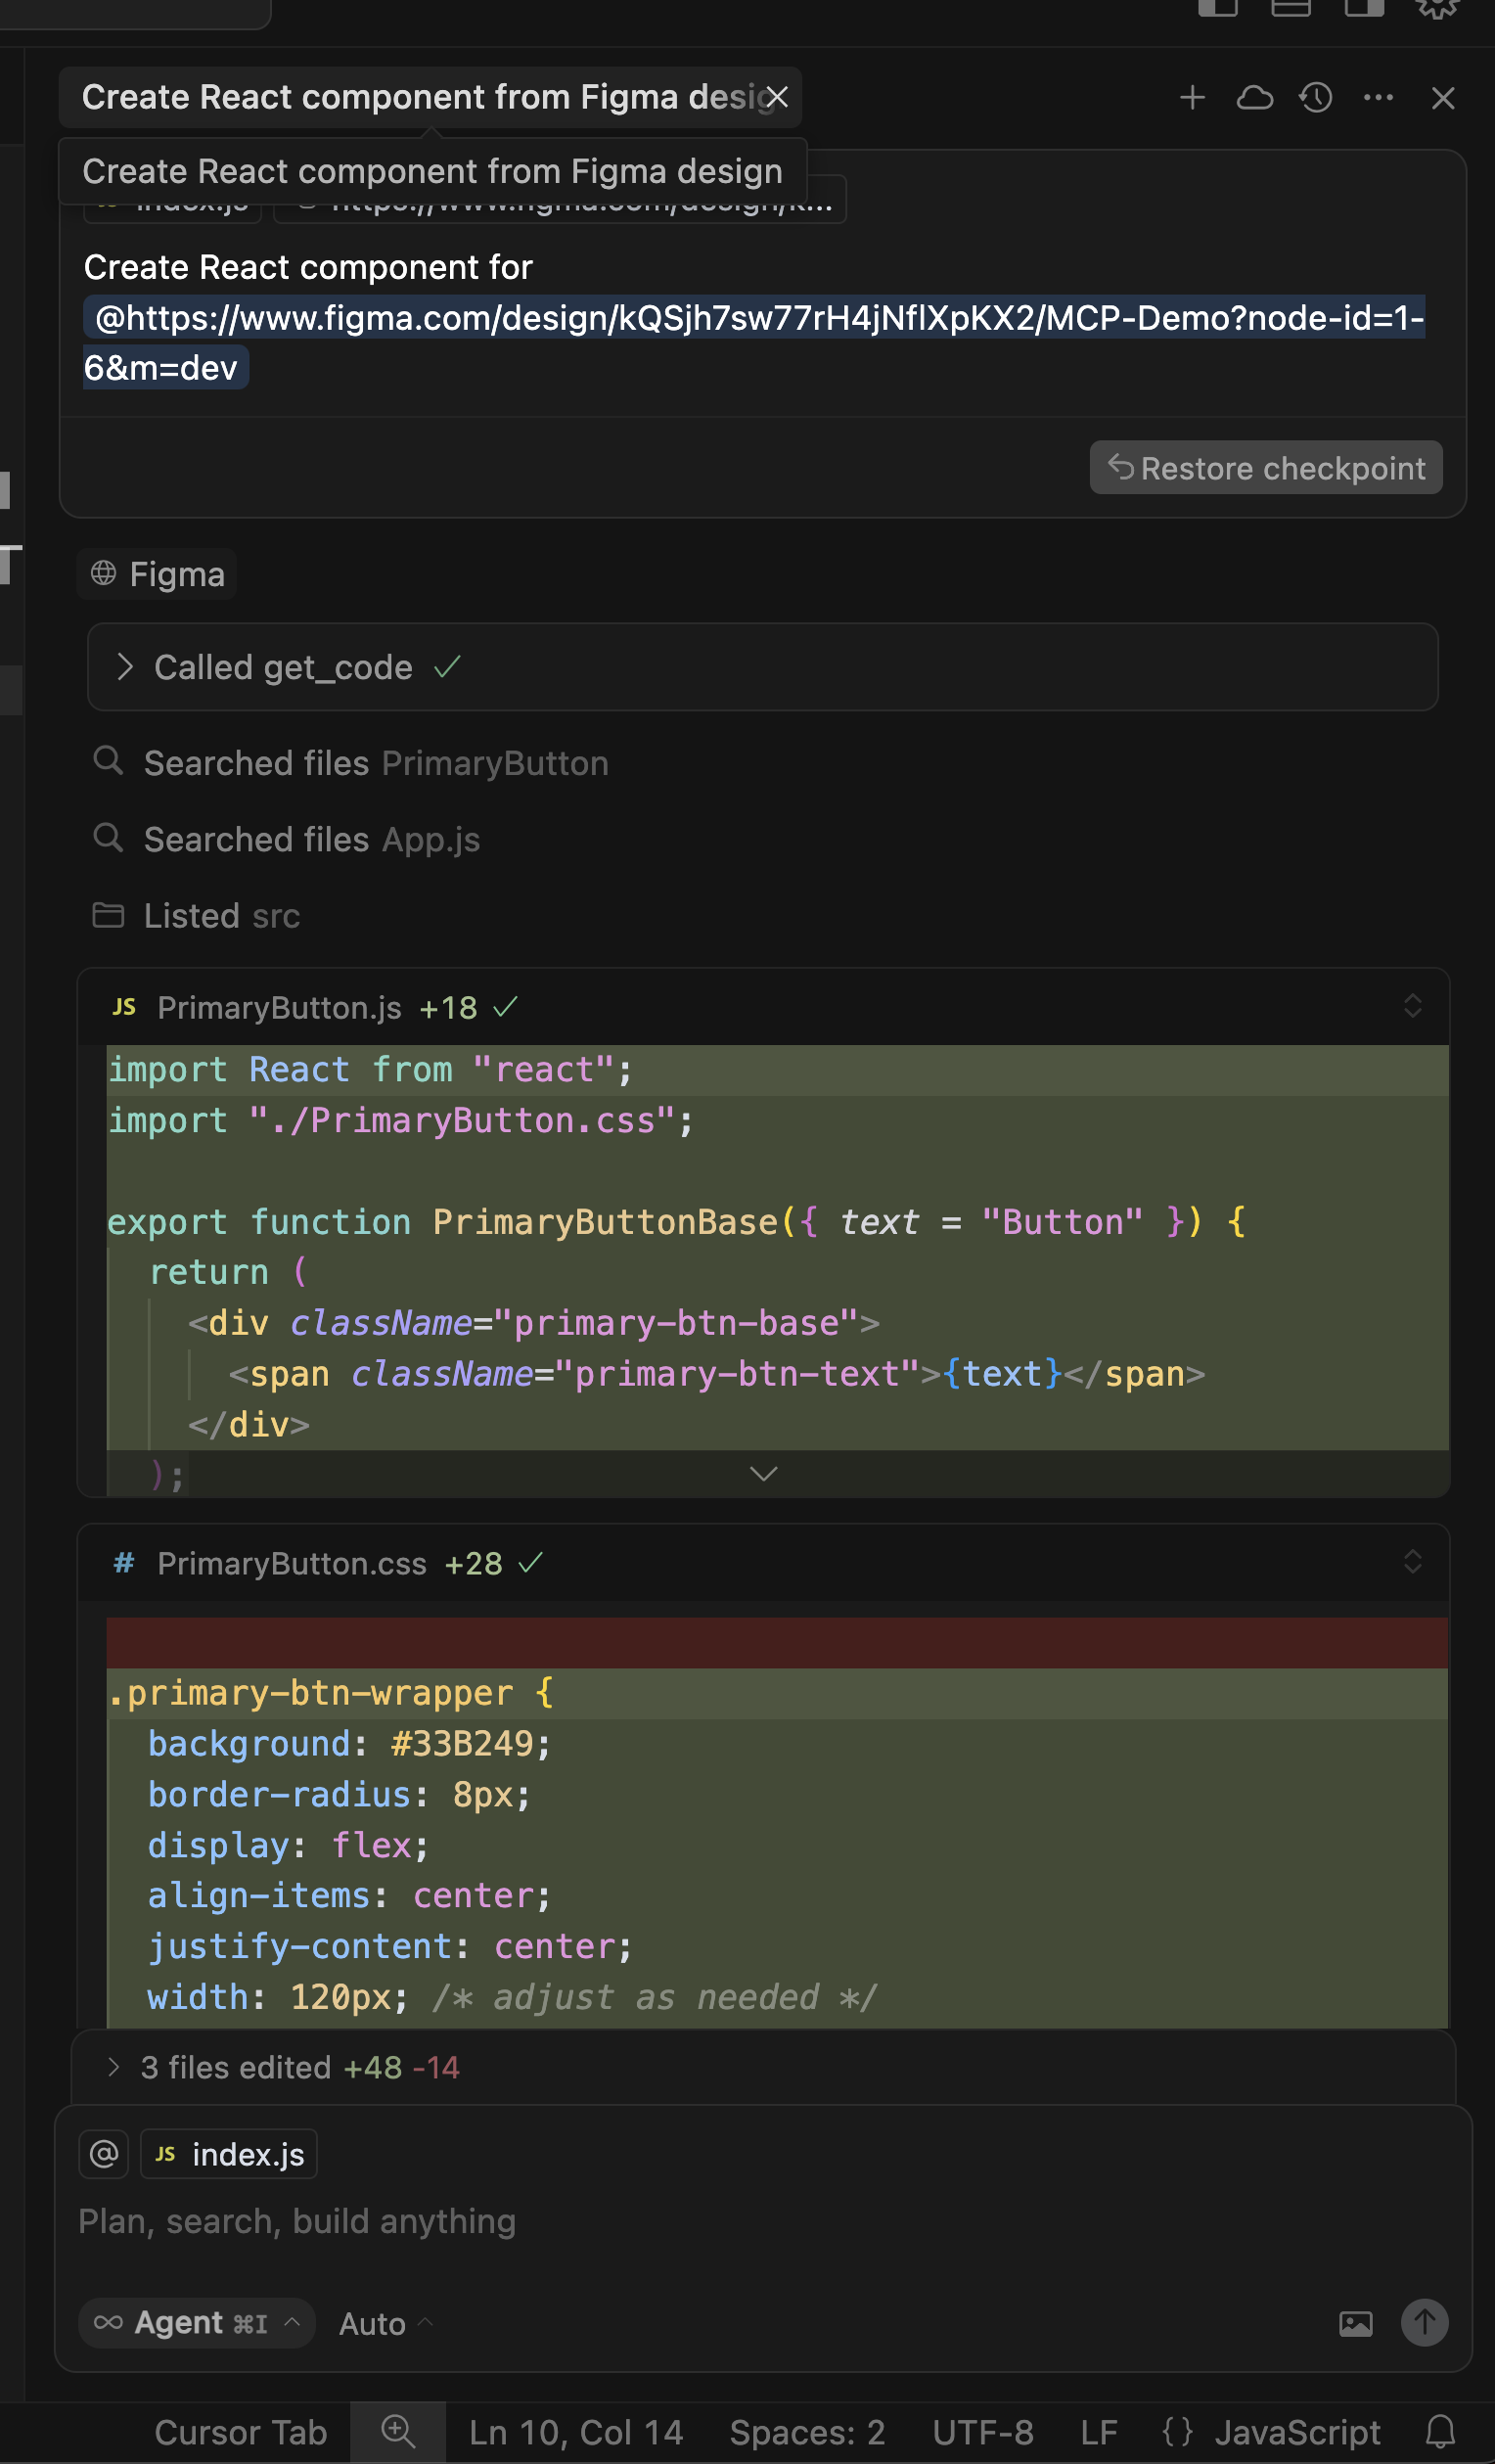 Create React component from Figma desig
Create React component from Figma design
index.js https://www.figma.com/design/k...
Create React component for
@https://www.figma.com/design/kQSjh7sw77rH4jNflXpKX2/MCP-Demo?node-id=1-
6&m=dev
Restore checkpoint
Figma
Called get_code
Searched files PrimaryButton
Searched files App.js
Listed src
JS PrimaryButton.js +18
import React from "react";
import "./PrimaryButton.css";
export function PrimaryButtonBase({ text = "Button" }) {
return (
<div className="primary-btn-base">
<span className="primary-btn-text">{text}</span>
</div>
);
# PrimaryButton.css +28
.primary-btn-wrapper {
background: #33B249;
border-radius: 8px;
display: flex;
align-items: center;
justify-content: center;
width: 120px; /* adjust as needed */
3 files edited +48 -14
@ JS index.js
Plan, search, build anything
Agent ⌘I Auto
Cursor Tab Ln 10, Col 14 Spaces: 2 UTF-8 LF {} JavaScript